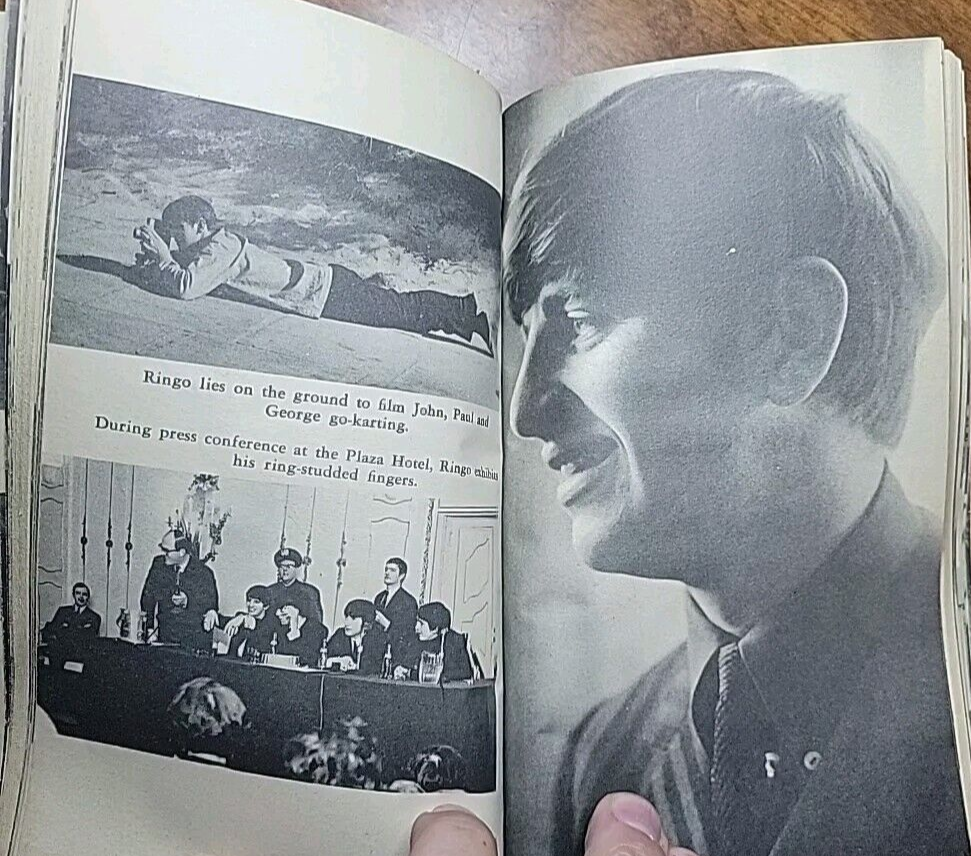 Ringo lies on the ground to film John, Paul and
George go-karting.
During press conference at the Plaza Hotel, Ringo exhibits
his ring-studded fingers.